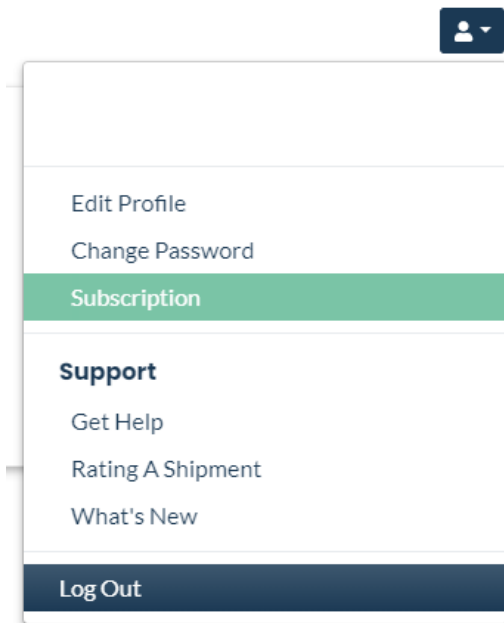 Edit Profile
Change Password
Subscription
Support
Get Help
Rating A Shipment
What's New
Log Out